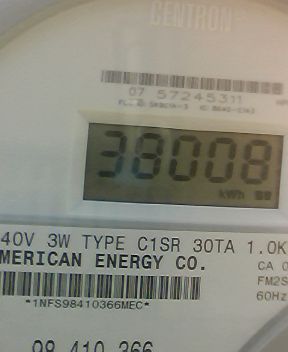 CENTRON
07 57245311
38008
kWh
40V 3W TYPE C1SR 30TA 1.0K
MERICAN ENERGY CO.
CA 0
FM2S
60Hz
*1NFS98410366MEC*
98 410 366